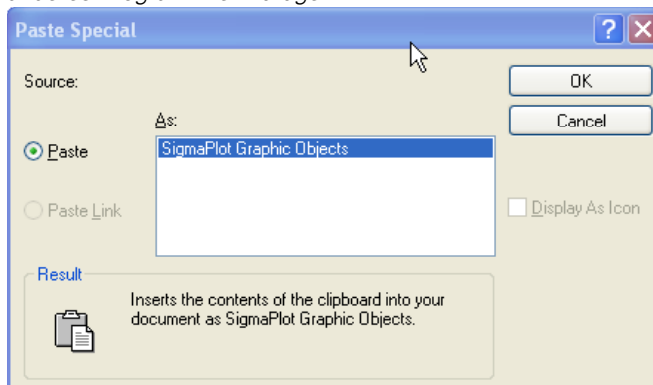 Paste Special
Source:
OK
As:
Cancel
Paste
SigmaPlot Graphic Objects
Paste Link
Display As Icon
Result
Inserts the contents of the clipboard into your
document as SigmaPlot Graphic Objects.